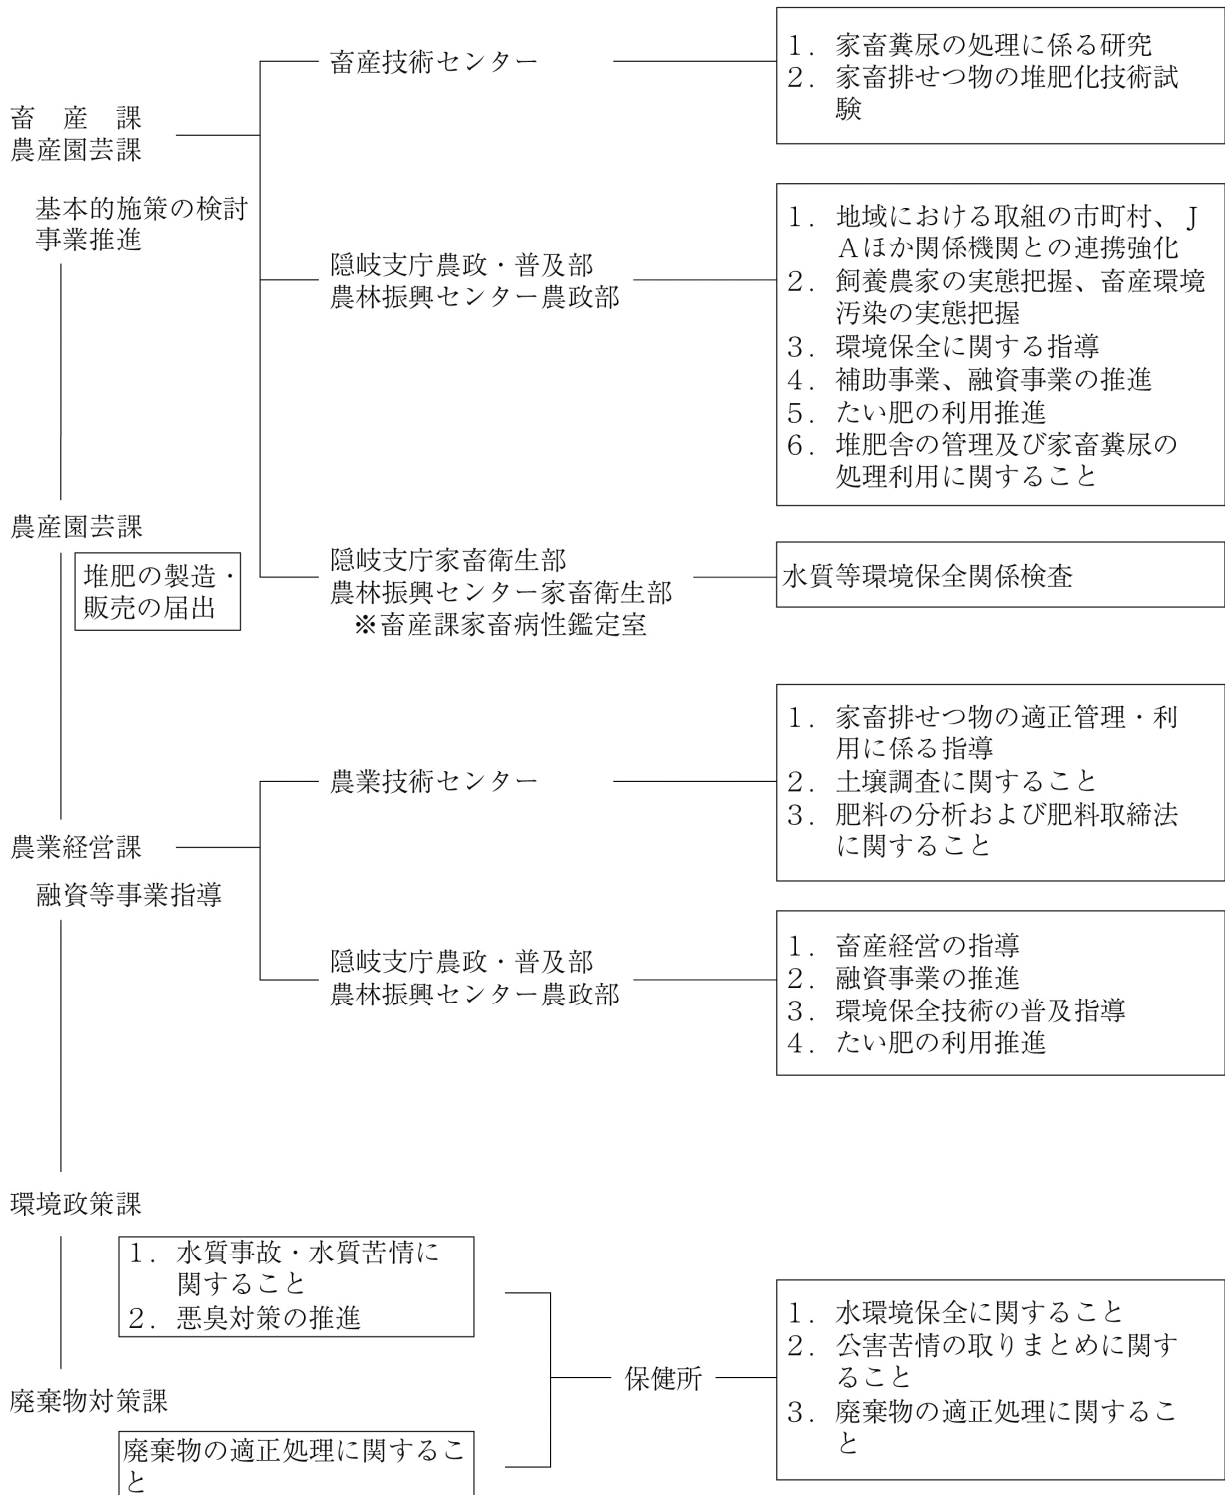 畜　産　課
農産園芸課
基本的施策の検討
事業推進
畜産技術センター
１．家畜糞尿の処理に係る研究
２．家畜排せつ物の堆肥化技術試
験
隠岐支庁農政・普及部
農林振興センター農政部
１．地域における取組の市町村、Ｊ
Ａほか関係機関との連携強化
２．飼養農家の実態把握、畜産環境
汚染の実態把握
３．環境保全に関する指導
４．補助事業、融資事業の推進
５．たい肥の利用推進
６．堆肥舎の管理及び家畜糞尿の
処理利用に関すること
農産園芸課
堆肥の製造・
販売の届出
隠岐支庁家畜衛生部
農林振興センター家畜衛生部
※畜産課家畜病性鑑定室
水質等環境保全関係検査
農業経営課
融資等事業指導
農業技術センター
１．家畜排せつ物の適正管理・利
用に係る指導
２．土壌調査に関すること
３．肥料の分析および肥料取締法
に関すること
隠岐支庁農政・普及部
農林振興センター農政部
１．畜産経営の指導
２．融資事業の推進
３．環境保全技術の普及指導
４．たい肥の利用推進
環境政策課
１．水質事故・水質苦情に
関すること
２．悪臭対策の推進
廃棄物対策課
廃棄物の適正処理に関するこ
と
保健所
１．水環境保全に関すること
２．公害苦情の取りまとめに関す
ること
３．廃棄物の適正処理に関するこ
と